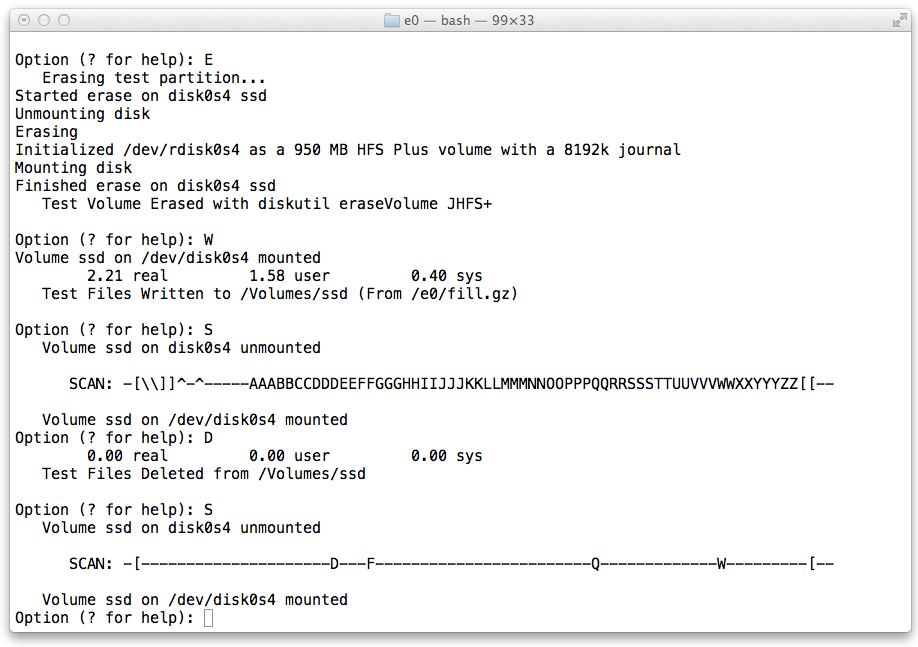 e0 — bash — 99×33
Option (? for help): E
   Erasing test partition...
Started erase on disk0s4 ssd
Unmounting disk
Erasing
Initialized /dev/rdisk0s4 as a 950 MB HFS Plus volume with a 8192k journal
Mounting disk
Finished erase on disk0s4 ssd
   Test Volume Erased with diskutil eraseVolume JHFS+
Option (? for help): W
Volume ssd on /dev/disk0s4 mounted
        2.21 real         1.58 user         0.40 sys
   Test Files Written to /Volumes/ssd (From /e0/fill.gz)
Option (? for help): S
   Volume ssd on disk0s4 unmounted
      SCAN: -[\\]]^-^-----AAABBCCDDDEEFFGGGHHIIJJJKKLLMMMNNOOPPPQQRRSSSTTUUVVVWWXXYYYZZ[[--
   Volume ssd on /dev/disk0s4 mounted
Option (? for help): D
        0.00 real         0.00 user         0.00 sys
   Test Files Deleted from /Volumes/ssd
Option (? for help): S
   Volume ssd on disk0s4 unmounted
      SCAN: -[---------------------D---F------------------------Q-------------W---------[--
   Volume ssd on /dev/disk0s4 mounted
Option (? for help):